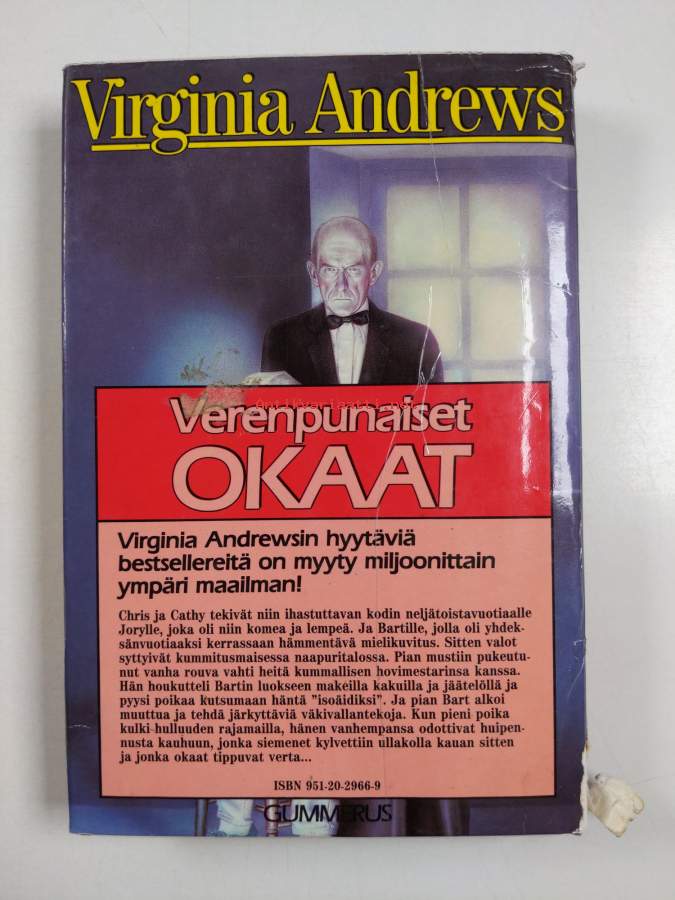 Virginia Andrews
Verenpunaiset
antikvariaatti.net
OKAAT
Virginia Andrewsin hyytäviä
bestsellereitä on myyty miljoonittain
ympäri maailman!
Chris ja Cathy tekivät niin ihastuttavan kodin neljätoistavuotiaalle
Jorylle, joka oli niin komea ja lempeä. Ja Bartille, jolla oli yhdek-
sänvuotiaaksi kerrassaan hämmentävä mielikuvitus. Sitten valot
syttyivät kummitusmaisessa naapuritalossa. Pian mustiin pukeutu-
nut vanha rouva vahti heitä kummallisen hovimestarinsa kanssa.
Hän houkutteli Bartin luokseen makeilla kakuilla ja jäätelöllä ja
pyysi poikaa kutsumaan häntä "isoäidiksi". Ja pian Bart alkoi
muuttua ja tehdä järkyttäviä väkivallantekoja. Kun pieni poika
kulki hulluuden rajamailla, hänen vanhempansa odottivat huipen-
nusta kauhuun, jonka siemenet kylvettiin ullakolla kauan sitten
ja jonka okaat tippuvat verta...
ISBN 951-20-2966-9
GUMMERUS